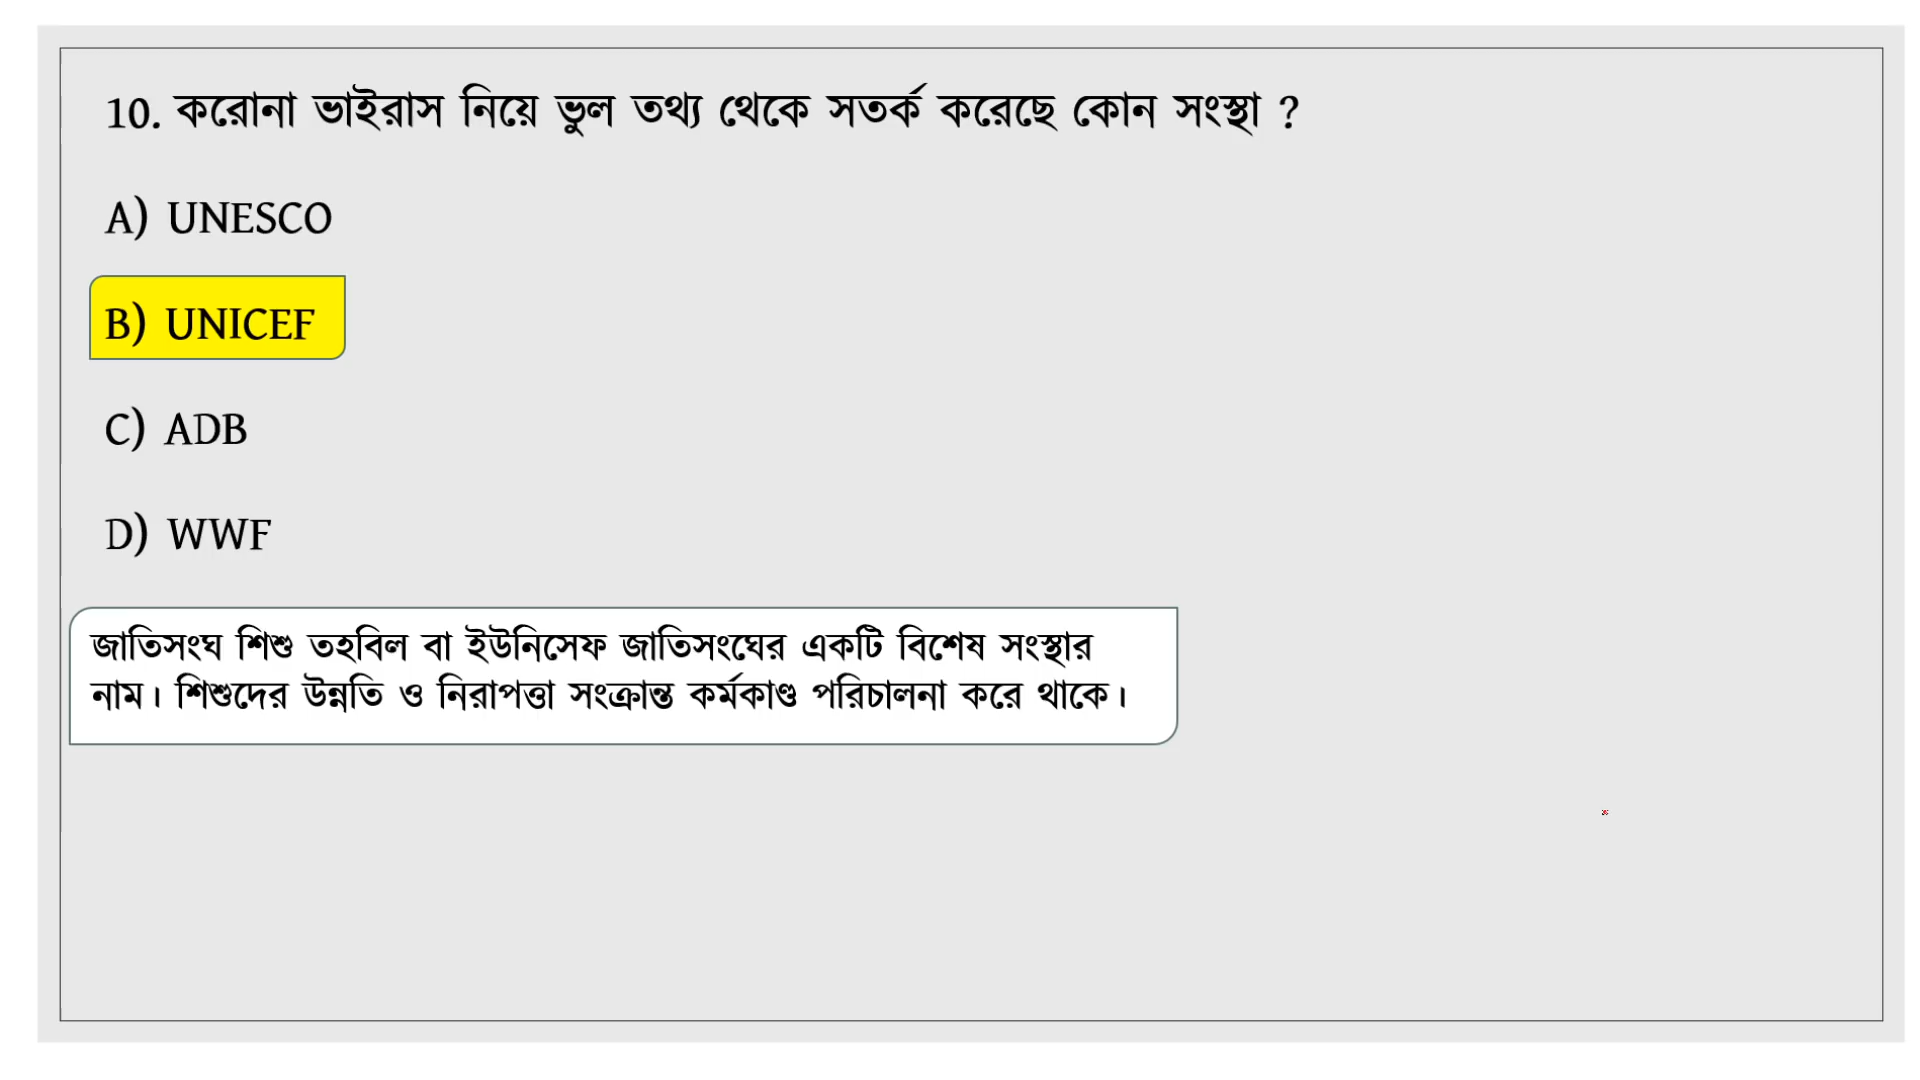 10. করোনা ভাইরাস নিয়ে ভুল তথ্য থেকে সতর্ক করেছে কোন সংস্থা ?
A) UNESCO
B) UNICEF
C) ADB
D) WWF
জাতিসংঘ শিশু তহবিল বা ইউনিসেফ জাতিসংঘের একটি বিশেষ সংস্থার
নাম। শিশুদের উন্নতি ও নিরাপত্তা সংক্রান্ত কর্মকাণ্ড পরিচালনা করে থাকে।